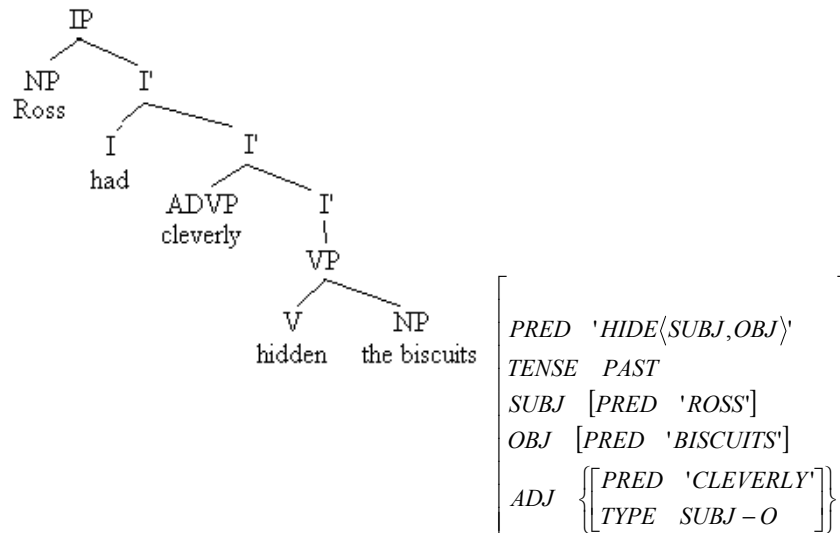 IP
NP I'
Ross
I I'
had
ADVP I'
cleverly
VP
V NP
hidden the biscuits
PRED 'HIDE⟨SUBJ,OBJ⟩'
TENSE PAST
SUBJ [PRED 'ROSS']
OBJ [PRED 'BISCUITS']
ADJ {[PRED 'CLEVERLY'
TYPE SUBJ – O]}